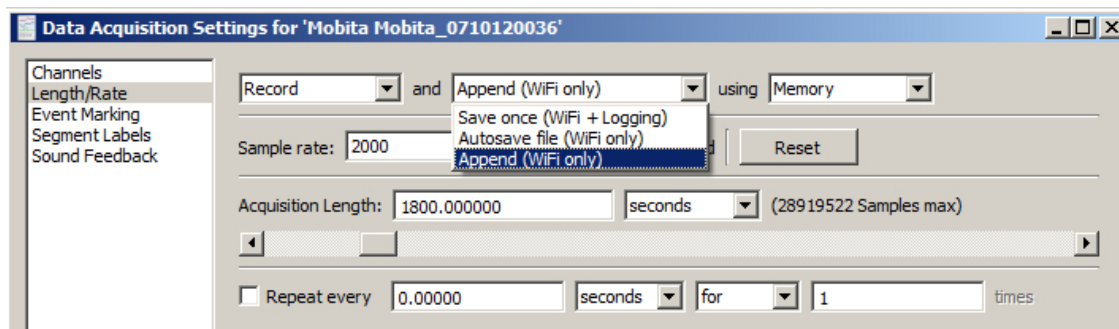 Data Acquisition Settings for 'Mobita Mobita_0710120036'
Channels
Length/Rate
Event Marking
Segment Labels
Sound Feedback
Record and Append (WiFi only) using Memory
Save once (WiFi + Logging)
Autosave file (WiFi only)
Append (WiFi only)
Sample rate: 2000 Reset
Acquisition Length: 1800.000000 seconds (28919522 Samples max)
Repeat every 0.00000 seconds for 1 times